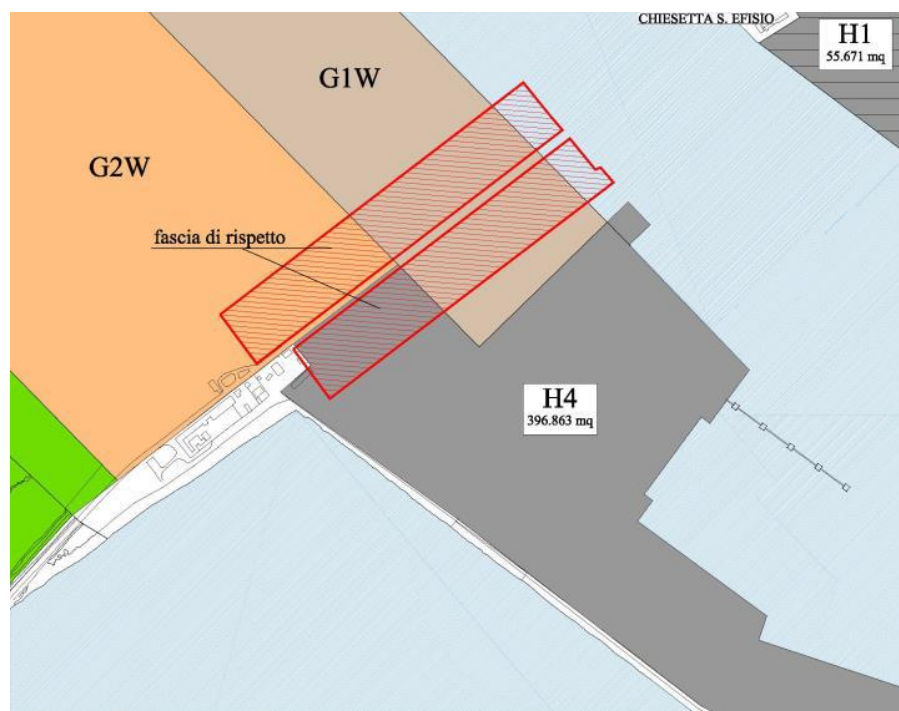 CHIESETTA S. EFISIO
H1
55.671 mq
G1W
G2W
fascia di rispetto
H4
396.863 mq